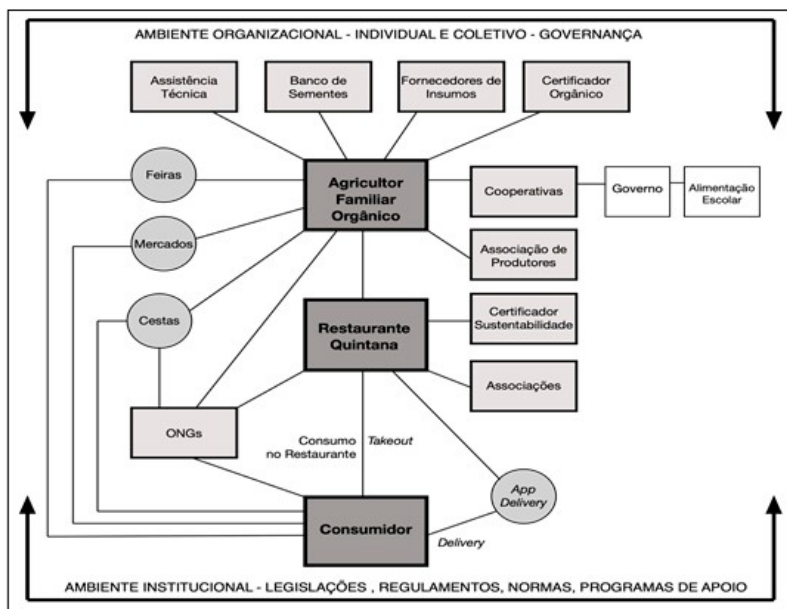 AMBIENTE ORGANIZACIONAL - INDIVIDUAL E COLETIVO - GOVERNANÇA
Assistência
Técnica
Banco de
Sementes
Fornecedores de
Insumos
Certificador
Orgânico
Feiras
Agricultor
Familiar
Orgânico
Cooperativas
Governo
Alimentação
Escolar
Mercados
Associação de
Produtores
Cestas
Restaurante
Quintana
Certificador
Sustentabilidade
Associações
ONGs
Consumo
no Restaurante
Takeout
App
Delivery
Consumidor
Delivery
AMBIENTE INSTITUCIONAL - LEGISLAÇÕES , REGULAMENTOS, NORMAS, PROGRAMAS DE APOIO